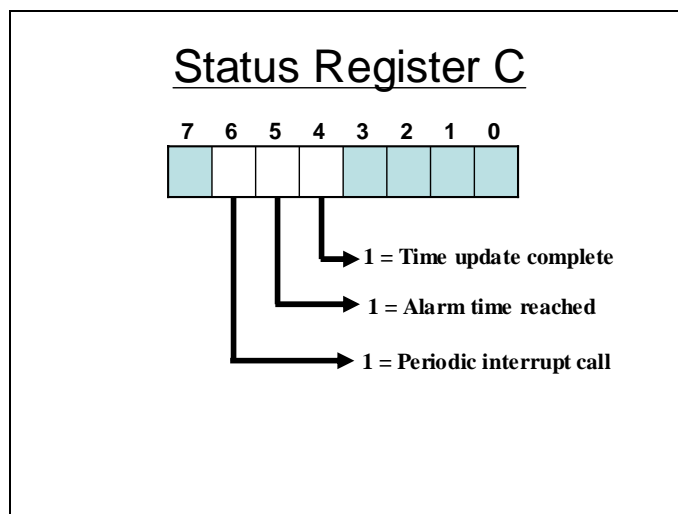 Status Register C
7 6 5 4 3 2 1 0
1 = Time update complete
1 = Alarm time reached
1 = Periodic interrupt call